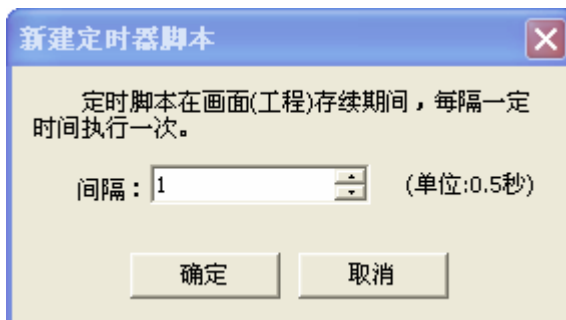 新建定时器脚本
定时脚本在画面(工程)存续期间，每隔一定
时间执行一次。
间隔： 1 (单位:0.5秒)
确定 取消